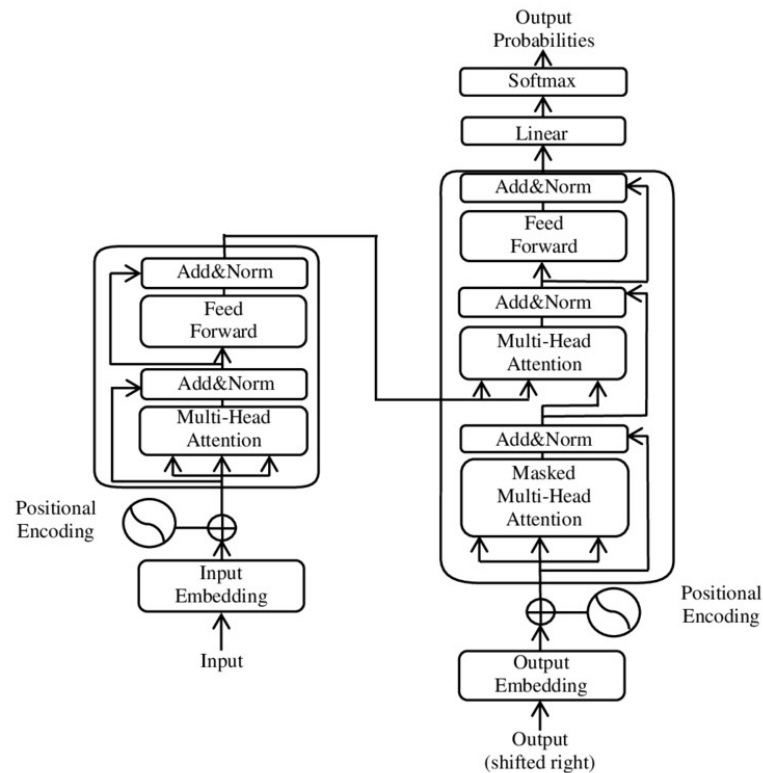 Output
Probabilities
Softmax
Linear
Add&Norm
Feed
Forward
Add&Norm
Multi-Head
Attention
Add&Norm
Masked
Multi-Head
Attention
Positional
Encoding
Output
Embedding
Output
(shifted right)
Add&Norm
Feed
Forward
Add&Norm
Multi-Head
Attention
Positional
Encoding
Input
Embedding
Input